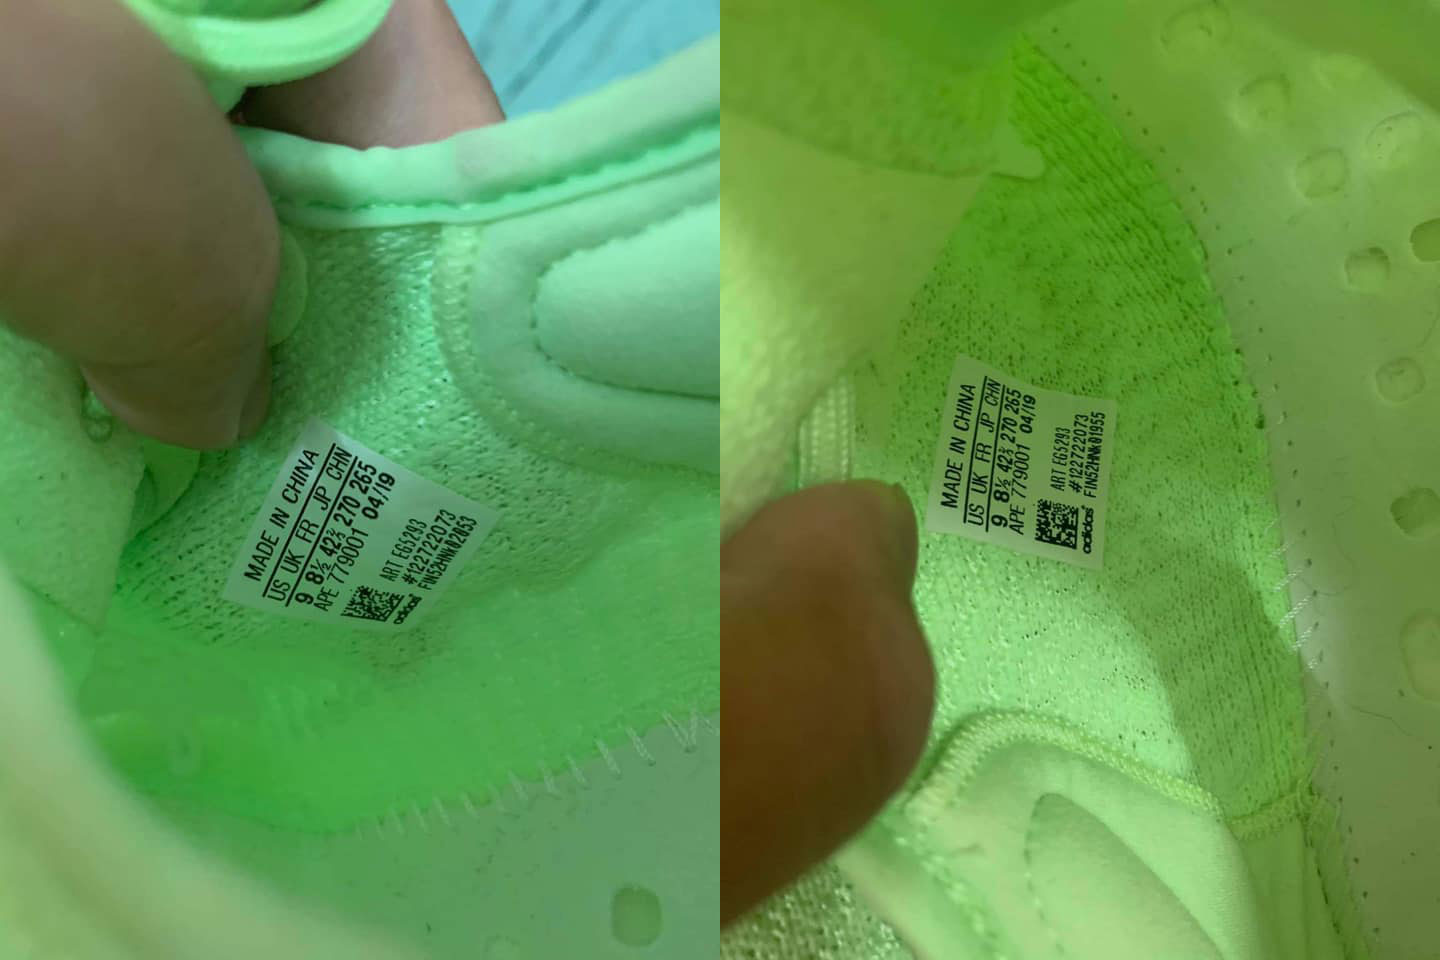 MADE IN CHINA
US UK FR JP CHN
9 8½ 42⅔ 270 265
APE 779001 04/19
ART EG5293
#122722073
FIN52HNK02053
adidas
MADE IN CHINA
US UK FR JP CHN
9 8½ 42⅔ 270 265
APE 779001 04/19
ART EG5293
#122722073
FIN52HNK01955
adidas